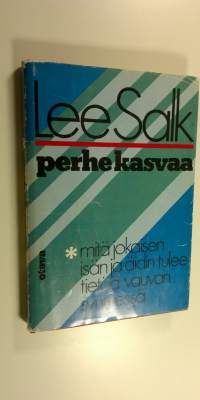 Lee Salk
perhe kasvaa
* mitä jokaisen
isän ja äidin tulee
tietää vauvan
otava